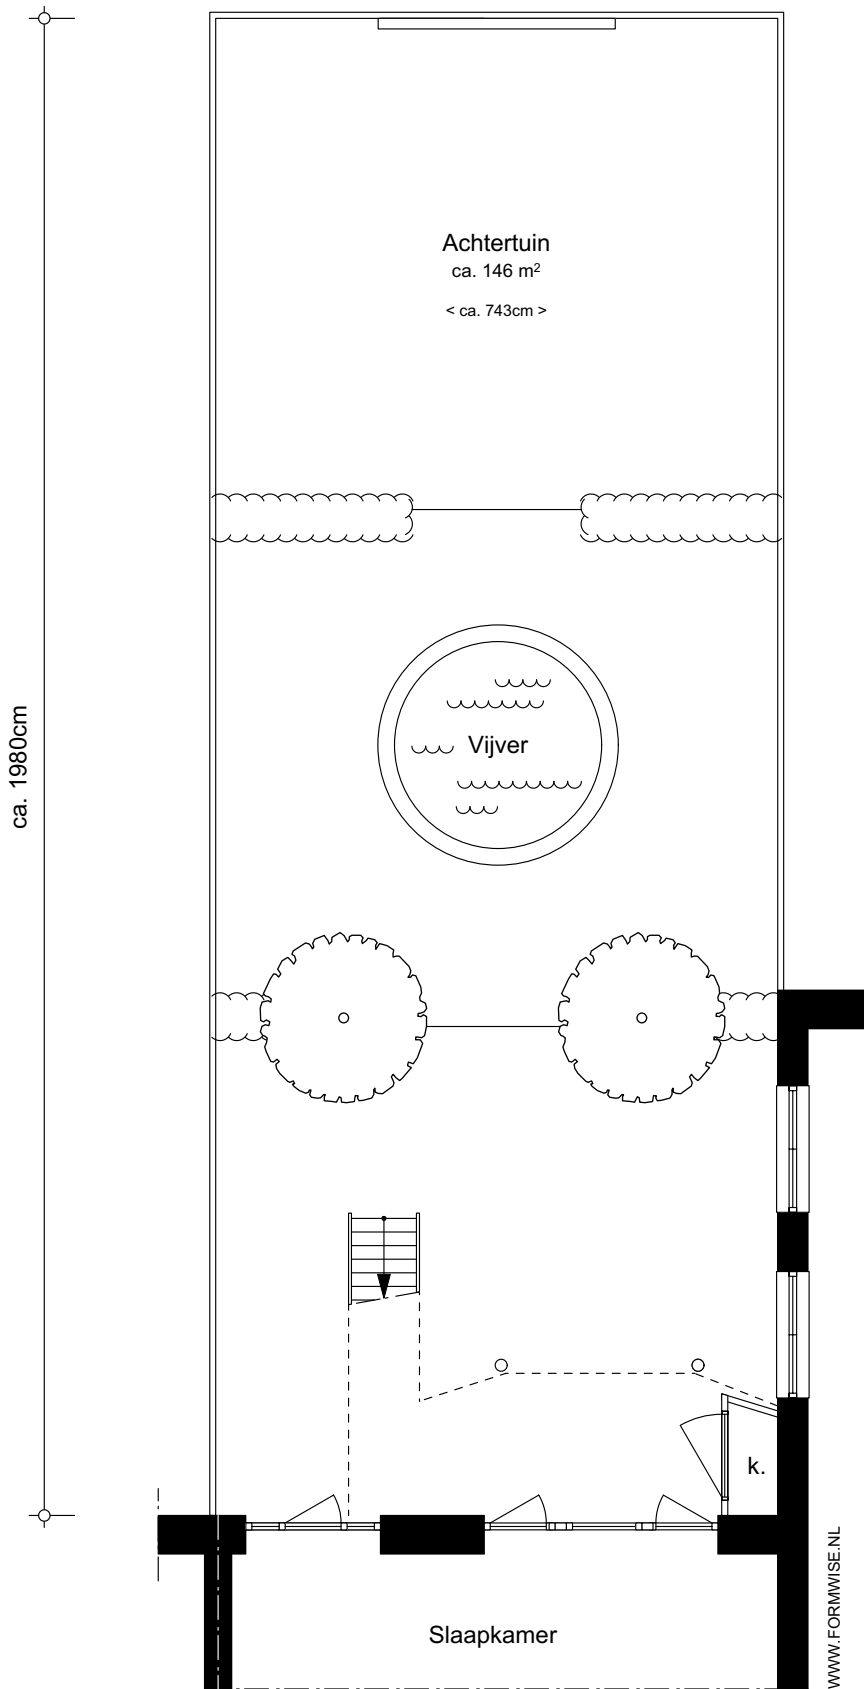 Achtertuin
ca. 146 m²
< ca. 743cm >
ca. 1980cm
Vijver
k.
Slaapkamer
WWW.FORMWISE.NL